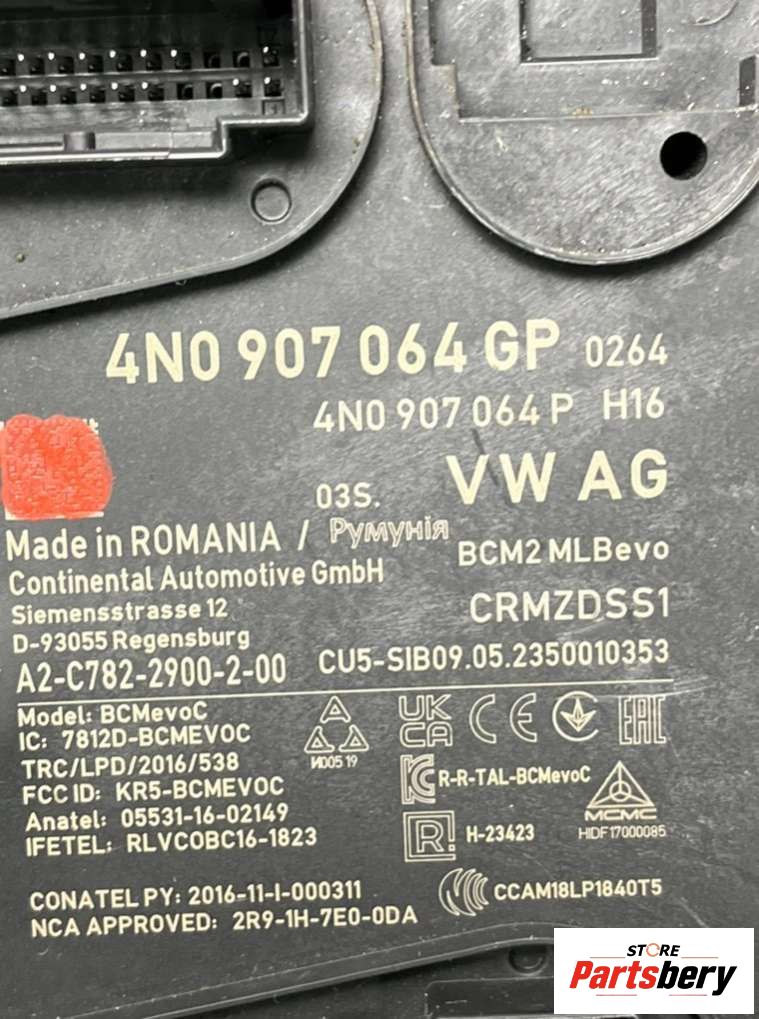 4N0 907 064 GP 0264
4N0 907 064 P H16
03S. VW AG
Made in ROMANIA / Румунія
BCM2 MLBevo
Continental Automotive GmbH
Siemensstrasse 12
CRMZDSS1
D-93055 Regensburg
A2-C782-2900-2-00
CU5-SIB09.05.2350010353
Model: BCMevoC
IC: 7812D-BCMEVOC
TRC/LPD/2016/538
FCC ID: KR5-BCMEVOC
Anatel: 05531-16-02149
IFETEL: RLVCOBC16-1823
ИD0519
UK CA CE EAC
R-R-TAL-BCMevoC
MCMC
HIDF17000085
R! H-23423
CONATEL PY: 2016-11-I-000311
CCAM18LP1840T5
NCA APPROVED: 2R9-1H-7E0-0DA
STORE
Partsbery